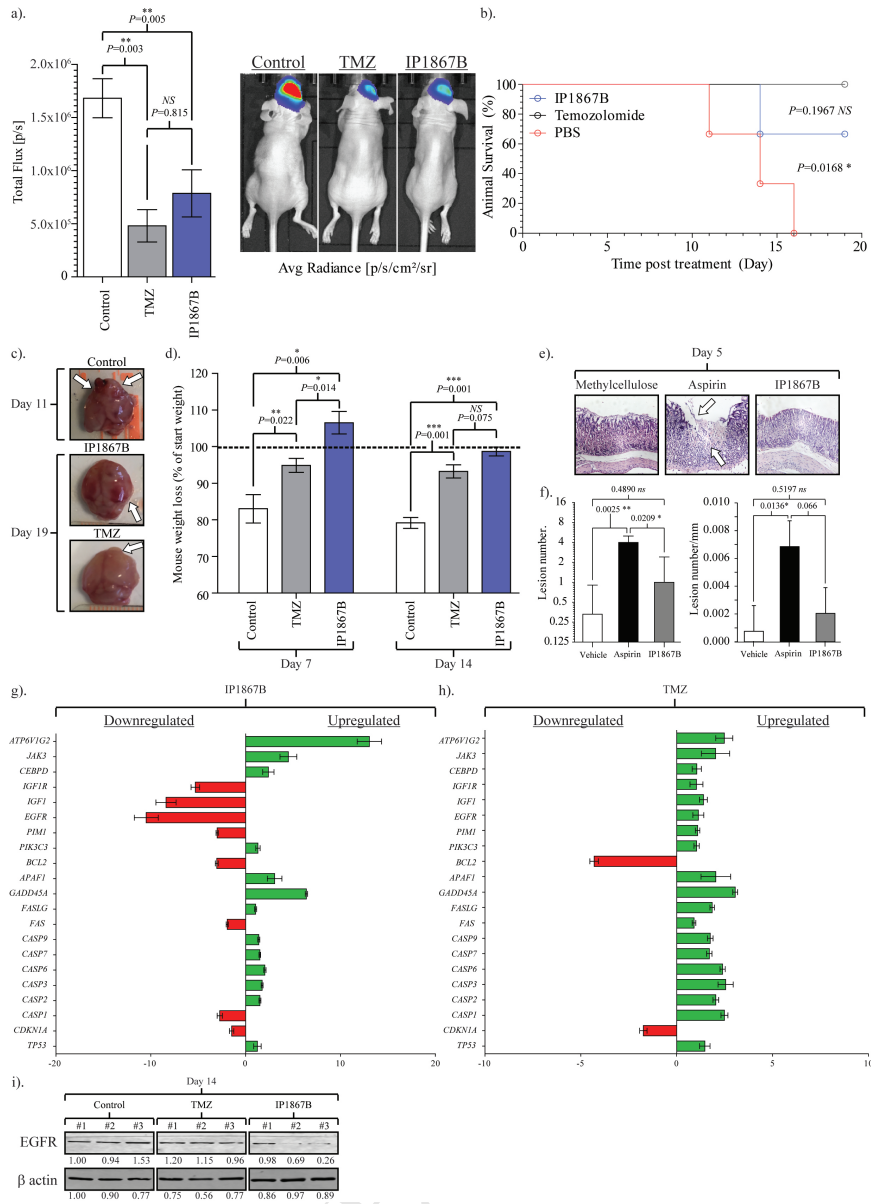 a).
**
P=0.005
**
P=0.003
NS
P=0.815
2.0x10⁶
1.5x10⁶
1.0x10⁶
5.0x10⁵
0
Total Flux [p/s]
Control
TMZ
IP1867B
Control TMZ IP1867B
Avg Radiance [p/s/cm²/sr]
b).
100
80
60
40
20
0
Animal Survival (%)
IP1867B
Temozolomide
PBS
P=0.1967 NS
P=0.0168 *
0 5 10 15 20
Time post treatment (Day)
c).
Control
Day 11
IP1867B
Day 19
TMZ
d).
120
110
100
90
80
70
60
Mouse weight loss (% of start weight)
*
P=0.006
*
P=0.014
**
P=0.022
***
P=0.001
NS
P=0.075
***
P=0.001
Control
TMZ
IP1867B
Control
TMZ
IP1867B
Day 7
Day 14
e).
Day 5
Methylcellulose Aspirin IP1867B
f).
0.4890 ns
0.0025 **
0.0209 *
16
8
4
2
1
0.5
0.25
0.125
Lesion number.
Vehicle Aspirin IP1867B
0.5197 ns
0.0136*
0.066
0.012
0.010
0.008
0.006
0.004
0.002
0.000
Lesion number/mm
Vehicle Aspirin IP1867B
g).
IP1867B
Downregulated Upregulated
-20 -10 0 10 20
ATP6V1G2
JAK3
CEBPD
IGF1R
IGF1
EGFR
PIM1
PIK3C3
BCL2
APAF1
GADD45A
FASLG
FAS
CASP9
CASP7
CASP6
CASP3
CASP2
CASP1
CDKN1A
TP53
-20 -10 0 10 20
h).
TMZ
Downregulated Upregulated
-10 -5 0 5 10
ATP6V1G2
JAK3
CEBPD
IGF1R
IGF1
EGFR
PIM1
PIK3C3
BCL2
APAF1
GADD45A
FASLG
FAS
CASP9
CASP7
CASP6
CASP3
CASP2
CASP1
CDKN1A
TP53
-10 -5 0 5 10
i).
Day 14
Control TMZ IP1867B
#1 #2 #3 #1 #2 #3 #1 #2 #3
EGFR
1.00 0.94 1.53 1.20 1.15 0.96 0.98 0.69 0.26
β actin
1.00 0.90 0.77 0.75 0.56 0.77 0.86 0.97 0.89